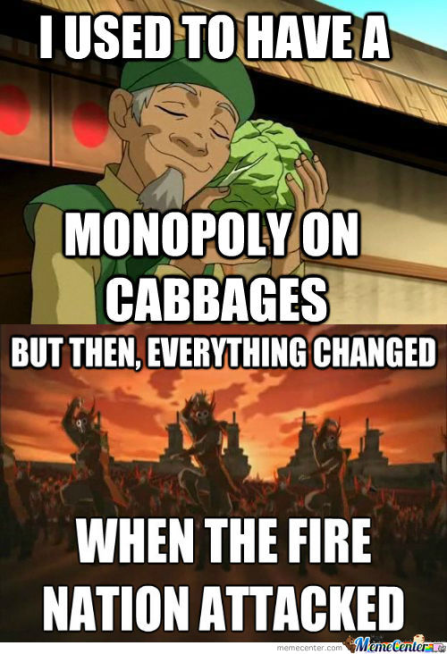 I USED TO HAVE A
MONOPOLY ON
CABBAGES
BUT THEN, EVERYTHING CHANGED
WHEN THE FIRE
NATION ATTACKED
memecenter.com MemeCenter